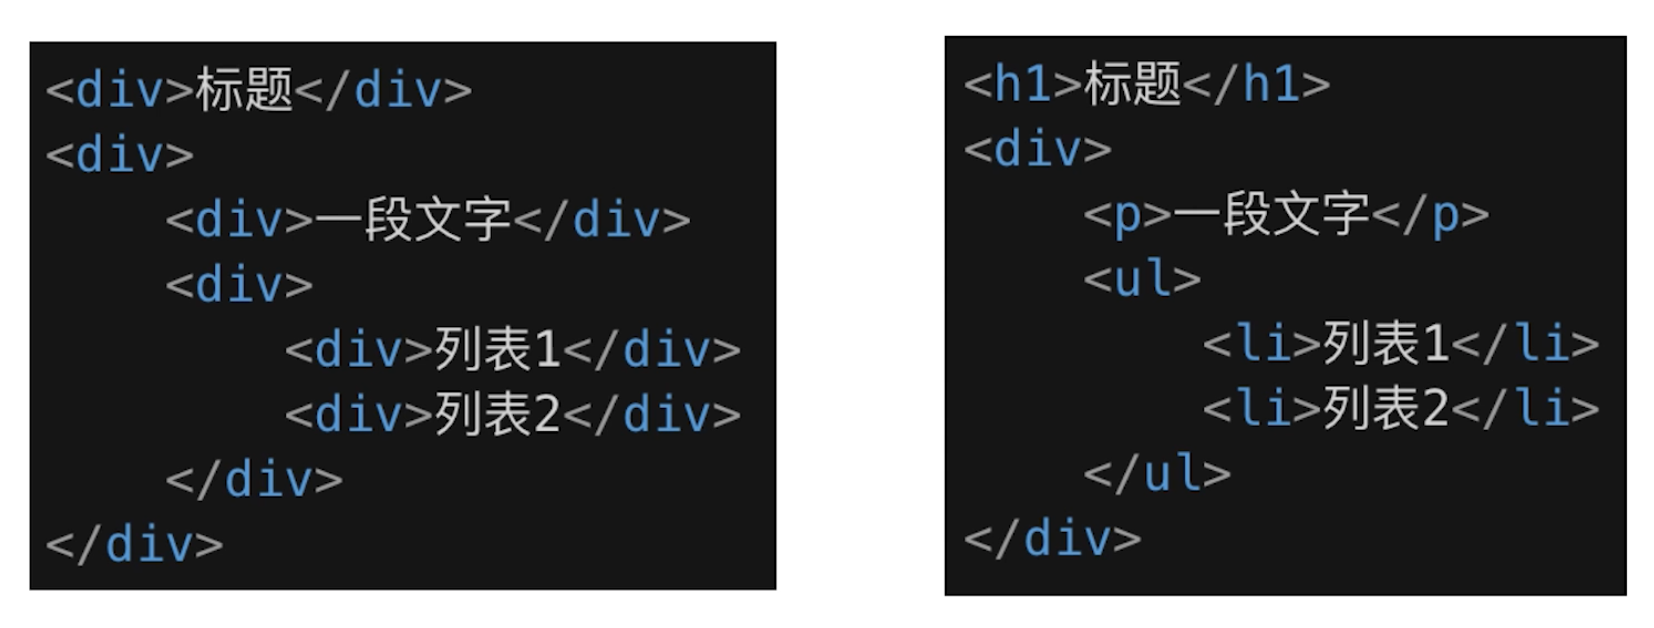 <div>标题</div>
<div>
    <div>一段文字</div>
    <div>
        <div>列表1</div>
        <div>列表2</div>
    </div>
</div>
<h1>标题</h1>
<div>
    <p>一段文字</p>
    <ul>
        <li>列表1</li>
        <li>列表2</li>
    </ul>
</div>